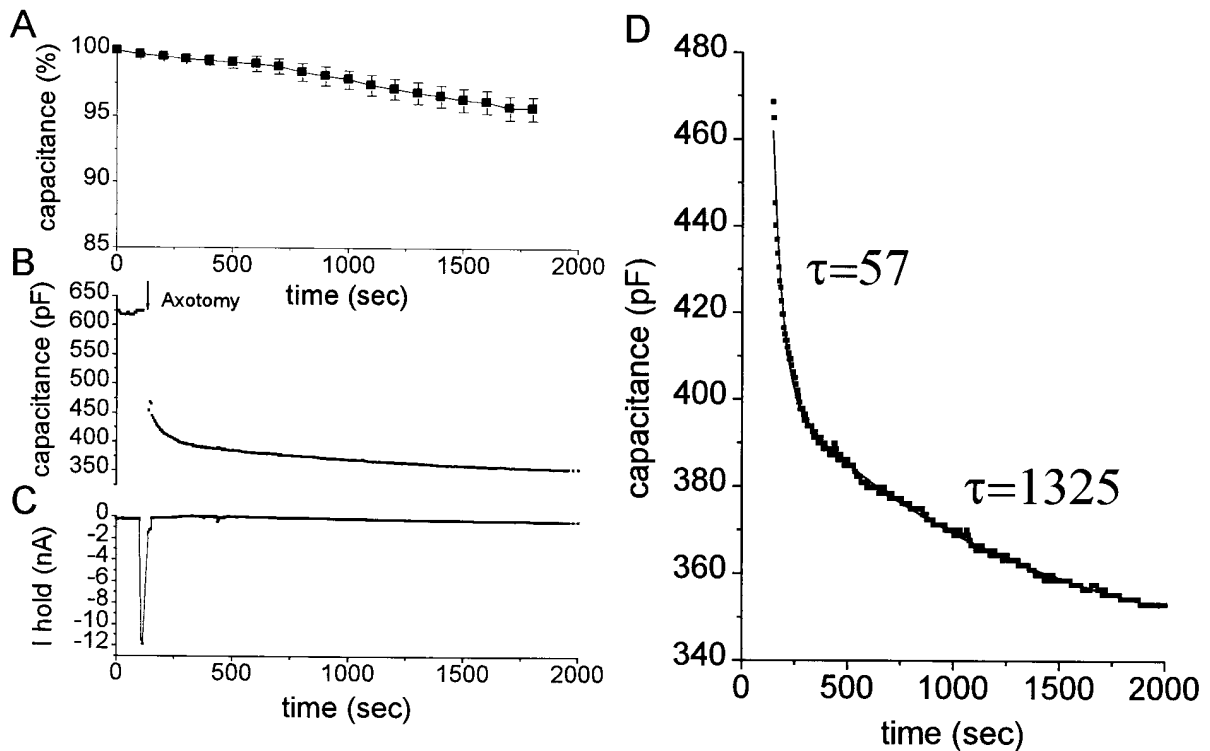 A
capacitance (%)
100
95
90
85
0
500
1000
1500
2000
time (sec)
B
capacitance (pF)
650
600
550
500
450
400
350
Axotomy
C
I hold (nA)
0
-2
-4
-6
-8
-10
-12
0
500
1000
1500
2000
time (sec)
D
capacitance (pF)
480
460
440
420
400
380
360
340
τ=57
τ=1325
0
500
1000
1500
2000
time (sec)